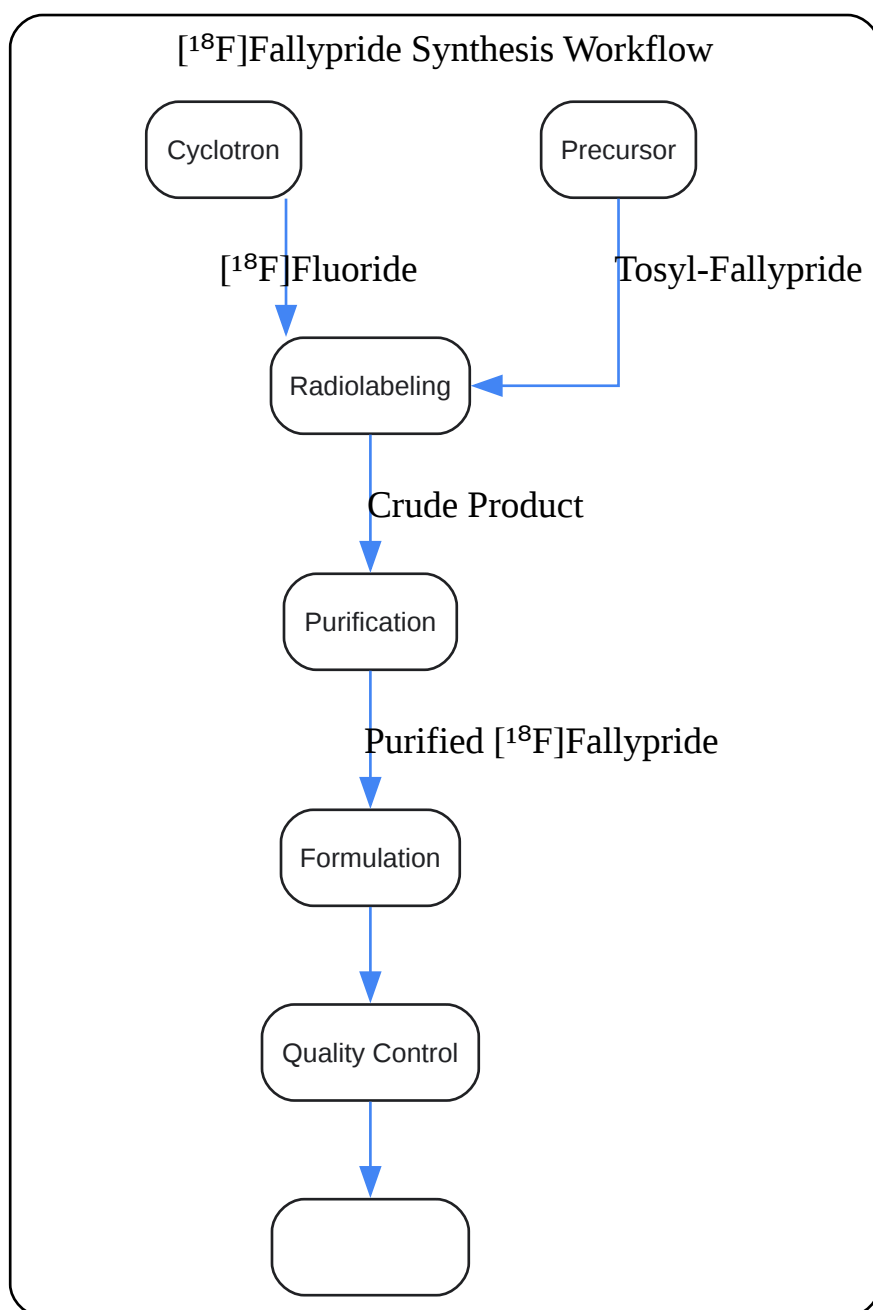 [¹⁸F]Fallypride Synthesis Workflow
Cyclotron
Precursor
[¹⁸F]Fluoride
Tosyl-Fallypride
Radiolabeling
Crude Product
Purification
Purified [¹⁸F]Fallypride
Formulation
Quality Control